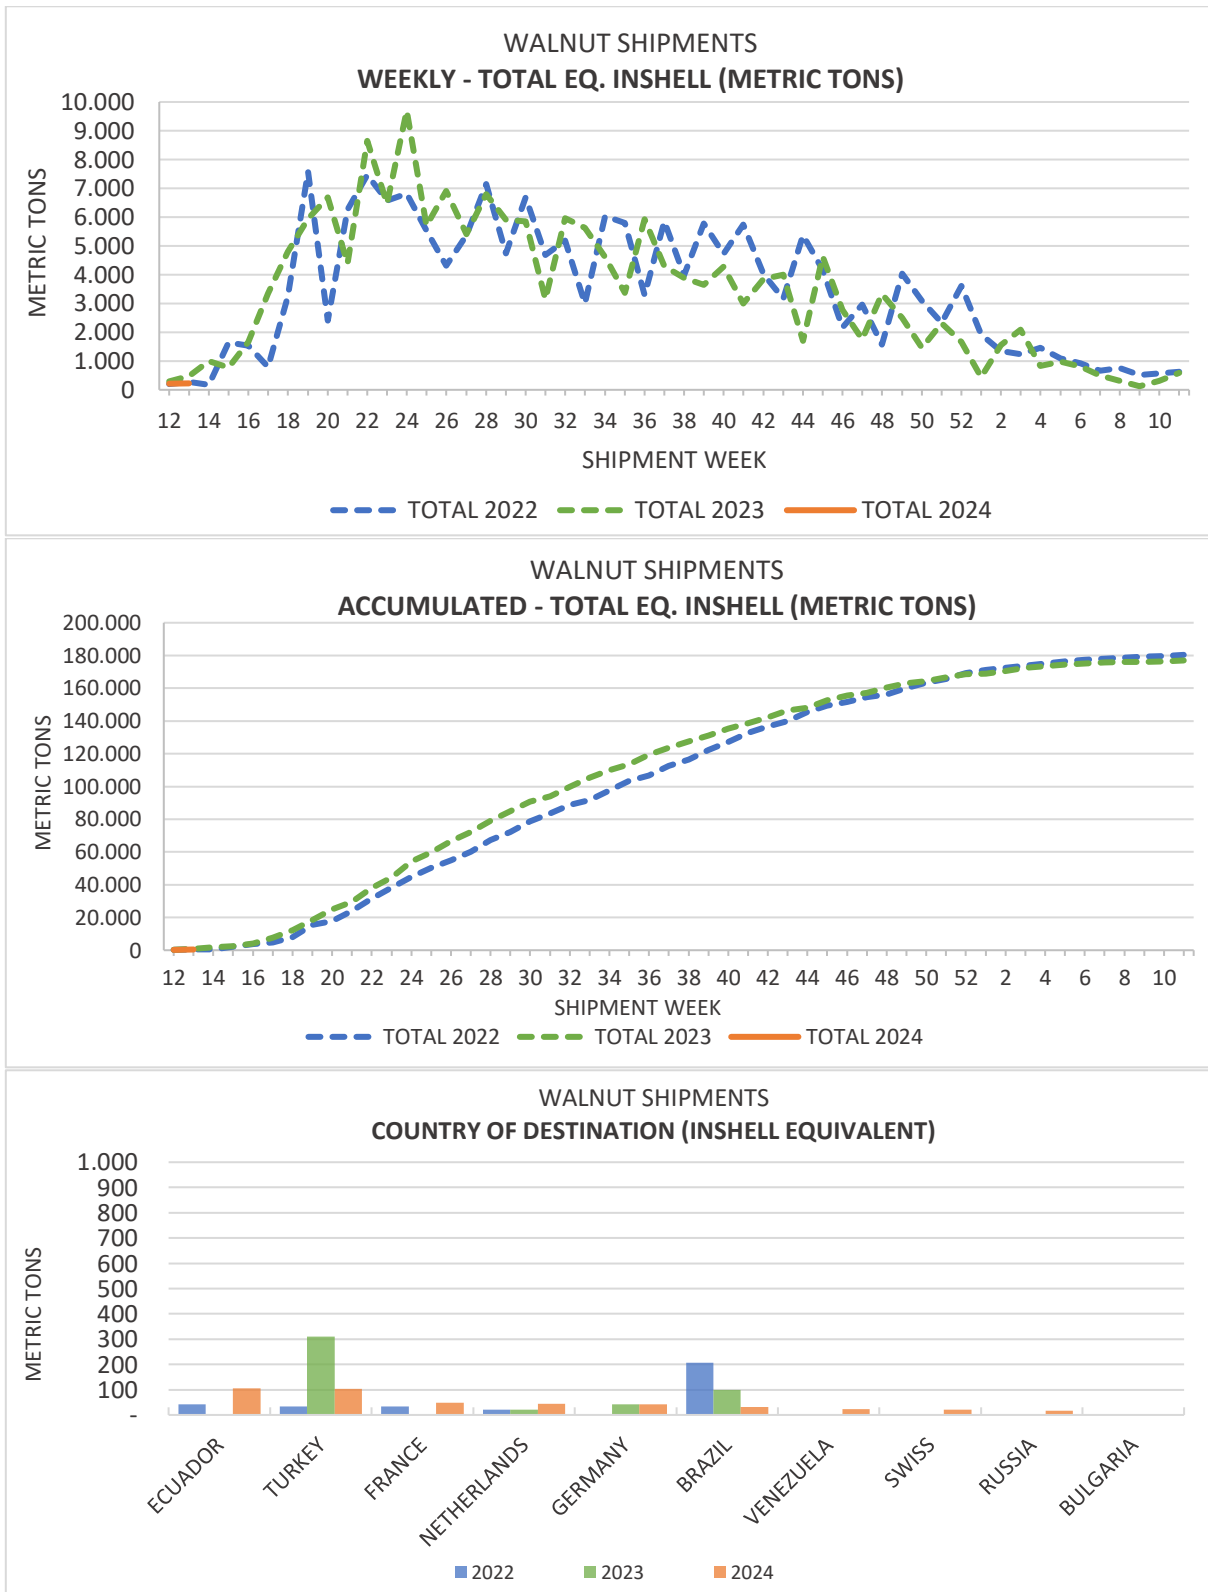 WALNUT SHIPMENTS
WEEKLY - TOTAL EQ. INSHELL (METRIC TONS)
10.000
9.000
8.000
7.000
6.000
5.000
4.000
3.000
2.000
1.000
0
METRIC TONS
12 14 16 18 20 22 24 26 28 30 32 34 36 38 40 42 44 46 48 50 52 2 4 6 8 10
SHIPMENT WEEK
TOTAL 2022 TOTAL 2023 TOTAL 2024
WALNUT SHIPMENTS
ACCUMULATED - TOTAL EQ. INSHELL (METRIC TONS)
200.000
180.000
160.000
140.000
120.000
100.000
80.000
60.000
40.000
20.000
0
METRIC TONS
12 14 16 18 20 22 24 26 28 30 32 34 36 38 40 42 44 46 48 50 52 2 4 6 8 10
SHIPMENT WEEK
TOTAL 2022 TOTAL 2023 TOTAL 2024
WALNUT SHIPMENTS
COUNTRY OF DESTINATION (INSHELL EQUIVALENT)
1.000
900
800
700
600
500
400
300
200
100
-
METRIC TONS
ECUADOR TURKEY FRANCE NETHERLANDS GERMANY BRAZIL VENEZUELA SWISS RUSSIA BULGARIA
2022 2023 2024